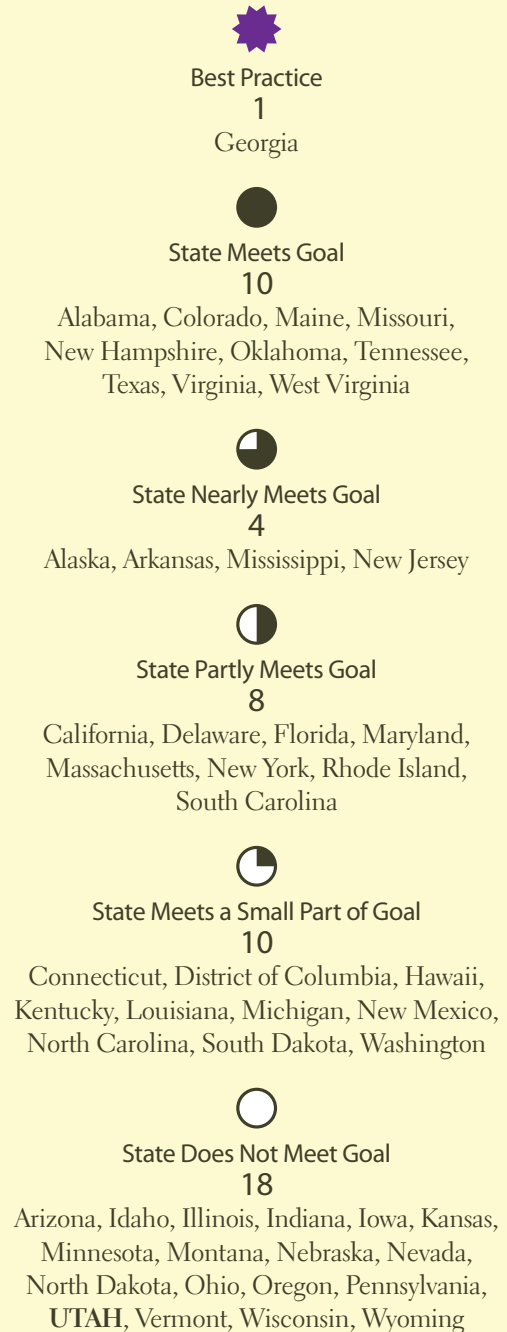 Best Practice
1
Georgia
State Meets Goal
10
Alabama, Colorado, Maine, Missouri,
New Hampshire, Oklahoma, Tennessee,
Texas, Virginia, West Virginia
State Nearly Meets Goal
4
Alaska, Arkansas, Mississippi, New Jersey
State Partly Meets Goal
8
California, Delaware, Florida, Maryland,
Massachusetts, New York, Rhode Island,
South Carolina
State Meets a Small Part of Goal
10
Connecticut, District of Columbia, Hawaii,
Kentucky, Louisiana, Michigan, New Mexico,
North Carolina, South Dakota, Washington
State Does Not Meet Goal
18
Arizona, Idaho, Illinois, Indiana, Iowa, Kansas,
Minnesota, Montana, Nebraska, Nevada,
North Dakota, Ohio, Oregon, Pennsylvania,
UTAH, Vermont, Wisconsin, Wyoming